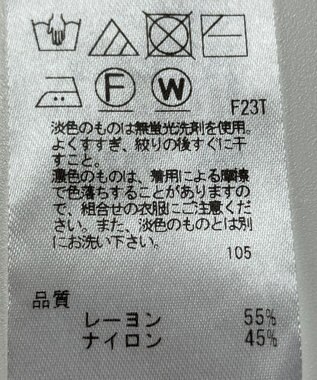 F
W
F23T
淡色のものは無蛍光洗剤を使用。
よくすすぎ、絞りの後すぐに干
すこと。
濃色のものは、着用による摩擦
で色落ちすることがありますの
で、組合せの衣服にご注意くだ
さい。また、淡色のものとは別
にお洗い下さい。
105
品質
レーヨン 55%
ナイロン 45%